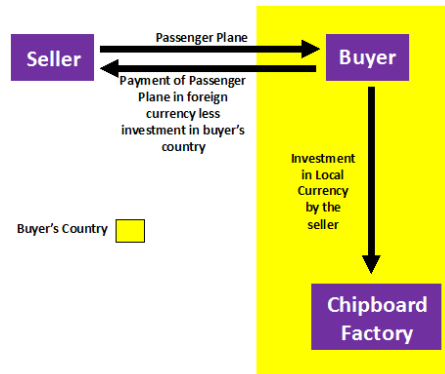 Passenger Plane
Seller
Buyer
Payment of Passenger
Plane in foreign
currency less
investment in buyer's
country
Investment
in Local
Currency
by the
seller
Buyer's Country
Chipboard
Factory